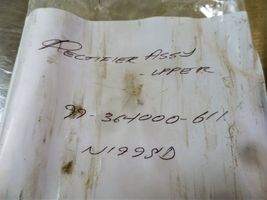 RECTIFIER ASSY
UPPER
99-364000-611
N1998D